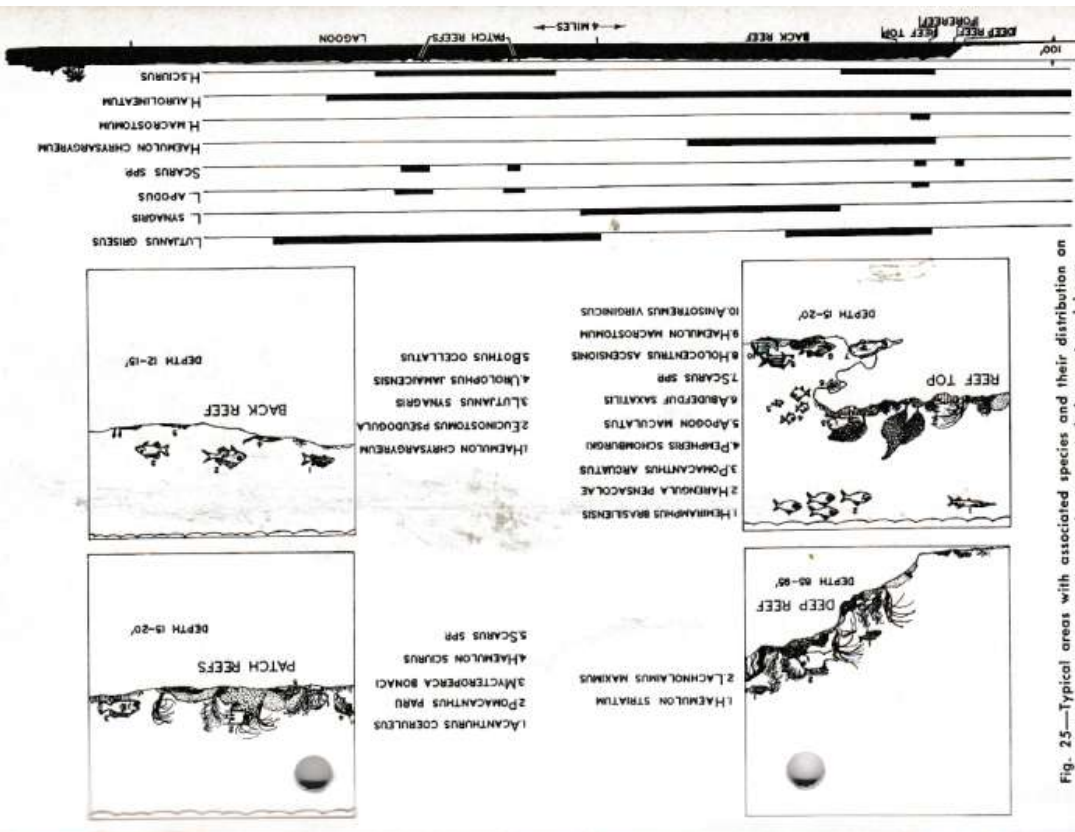 DEEP REEF
DEPTH 85-95'
1.HAEMULON STRIATUM
2.LACHNOLAIMUS MAXIMUS
PATCH REEFS
DEPTH 15-20'
1.ACANTHURUS COERULEUS
2.POMACANTHUS PARU
3.MYCTEROPERCA BONACI
4.HAEMULON SCIURUS
5.SCARUS SPP.
REEF TOP
DEPTH 15-20'
1.HEMIRAMPHUS BRASILIENSIS
2.HARENGULA PENSACOLAE
3.POMACANTHUS ARCUATUS
4.PEMPHERIS SCHOMBURGKI
5.APOGON MACULATUS
6.ABUDEFDUF SAXATILIS
7.SCARUS SPP.
8.HOLOCENTRUS ASCENSIONIS
9.HAEMULON MACROSTOMUM
10.ANISOTREMUS VIRGINICUS
BACK REEF
DEPTH 12-15'
1.HAEMULON CHRYSARGYREUM
2.EUCINOSTOMUS PSEUDOGULA
3.LUTJANUS SYNAGRIS
4.UROLOPHUS JAMAICENSIS
5.BOTHUS OCELLATUS
LUTJANUS GRISEUS
L. SYNAGRIS
L. APODUS
SCARUS SPP.
HAEMULON CHRYSARGYREUM
H. MACROSTOMUM
H. AUROLINEATUM
H. SCIURUS
100'
DEEP REEF
FOREREEF
REEF TOP
BACK REEF
4 MILES
PATCH REEFS
LAGOON
Fig. 25—Typical areas with associated species and their distribution on